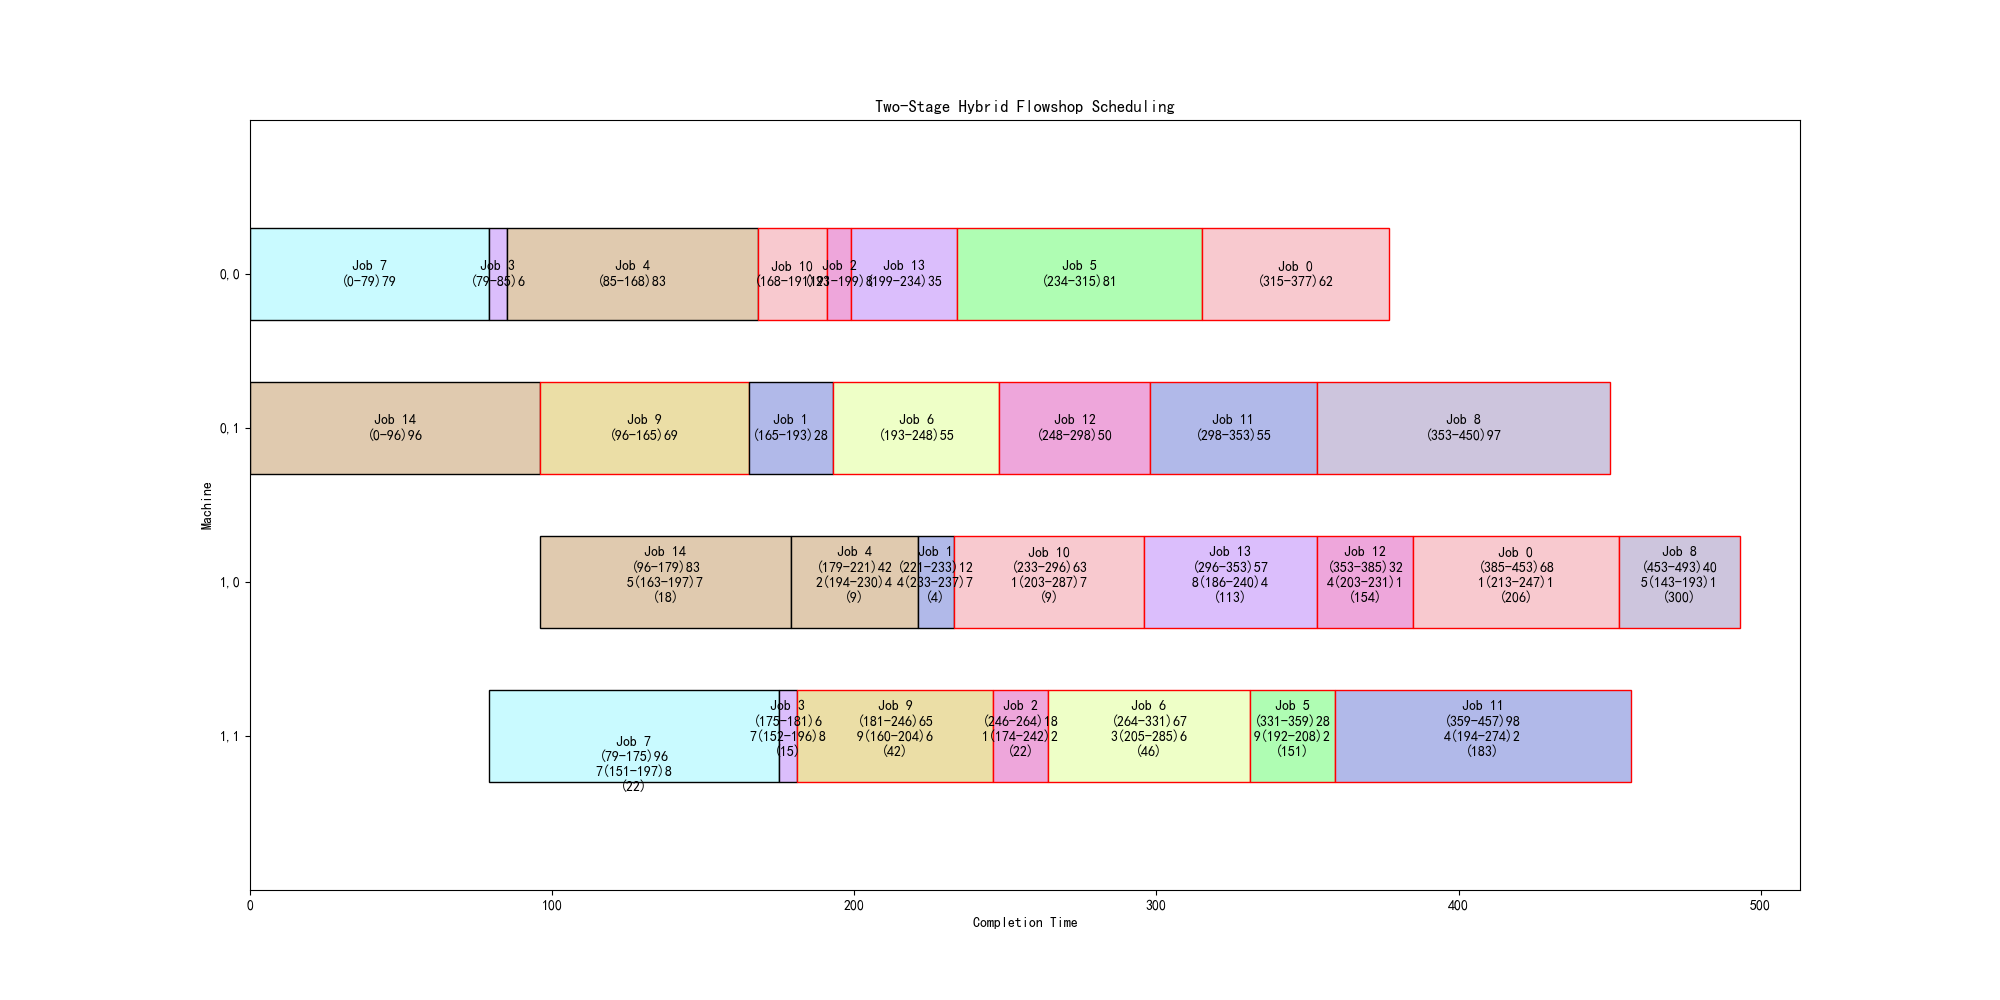 Two-Stage Hybrid Flowshop Scheduling
0,0
Job 7
(0-79)79
Job 3
(79-85)6
Job 4
(85-168)83
Job 10
(168-191)
Job 2
(191-199)8
Job 13
(199-234)35
Job 5
(234-315)81
Job 0
(315-377)62
0,1
Job 14
(0-96)96
Job 9
(96-165)69
Job 1
(165-193)28
Job 6
(193-248)55
Job 12
(248-298)50
Job 11
(298-353)55
Job 8
(353-450)97
1,0
Job 14
(96-179)83
5(163-197)7
(18)
Job 4
(179-221)42
2(194-230)4
(9)
Job 1
(221-233)12
4(233-237)7
(4)
Job 10
(233-296)63
1(203-287)7
(9)
Job 13
(296-353)57
8(186-240)4
(113)
Job 12
(353-385)32
4(203-231)1
(154)
Job 0
(385-453)68
1(213-247)1
(206)
Job 8
(453-493)40
5(143-193)1
(300)
1,1
Job 7
(79-175)96
7(151-197)8
(22)
Job 3
(175-181)6
7(152-196)8
(15)
Job 9
(181-246)65
9(160-204)6
(42)
Job 2
(246-264)18
1(174-242)2
(22)
Job 6
(264-331)67
3(205-285)6
(46)
Job 5
(331-359)28
9(192-208)2
(151)
Job 11
(359-457)98
4(194-274)2
(183)
Machine
0
100
200
300
400
500
Completion Time